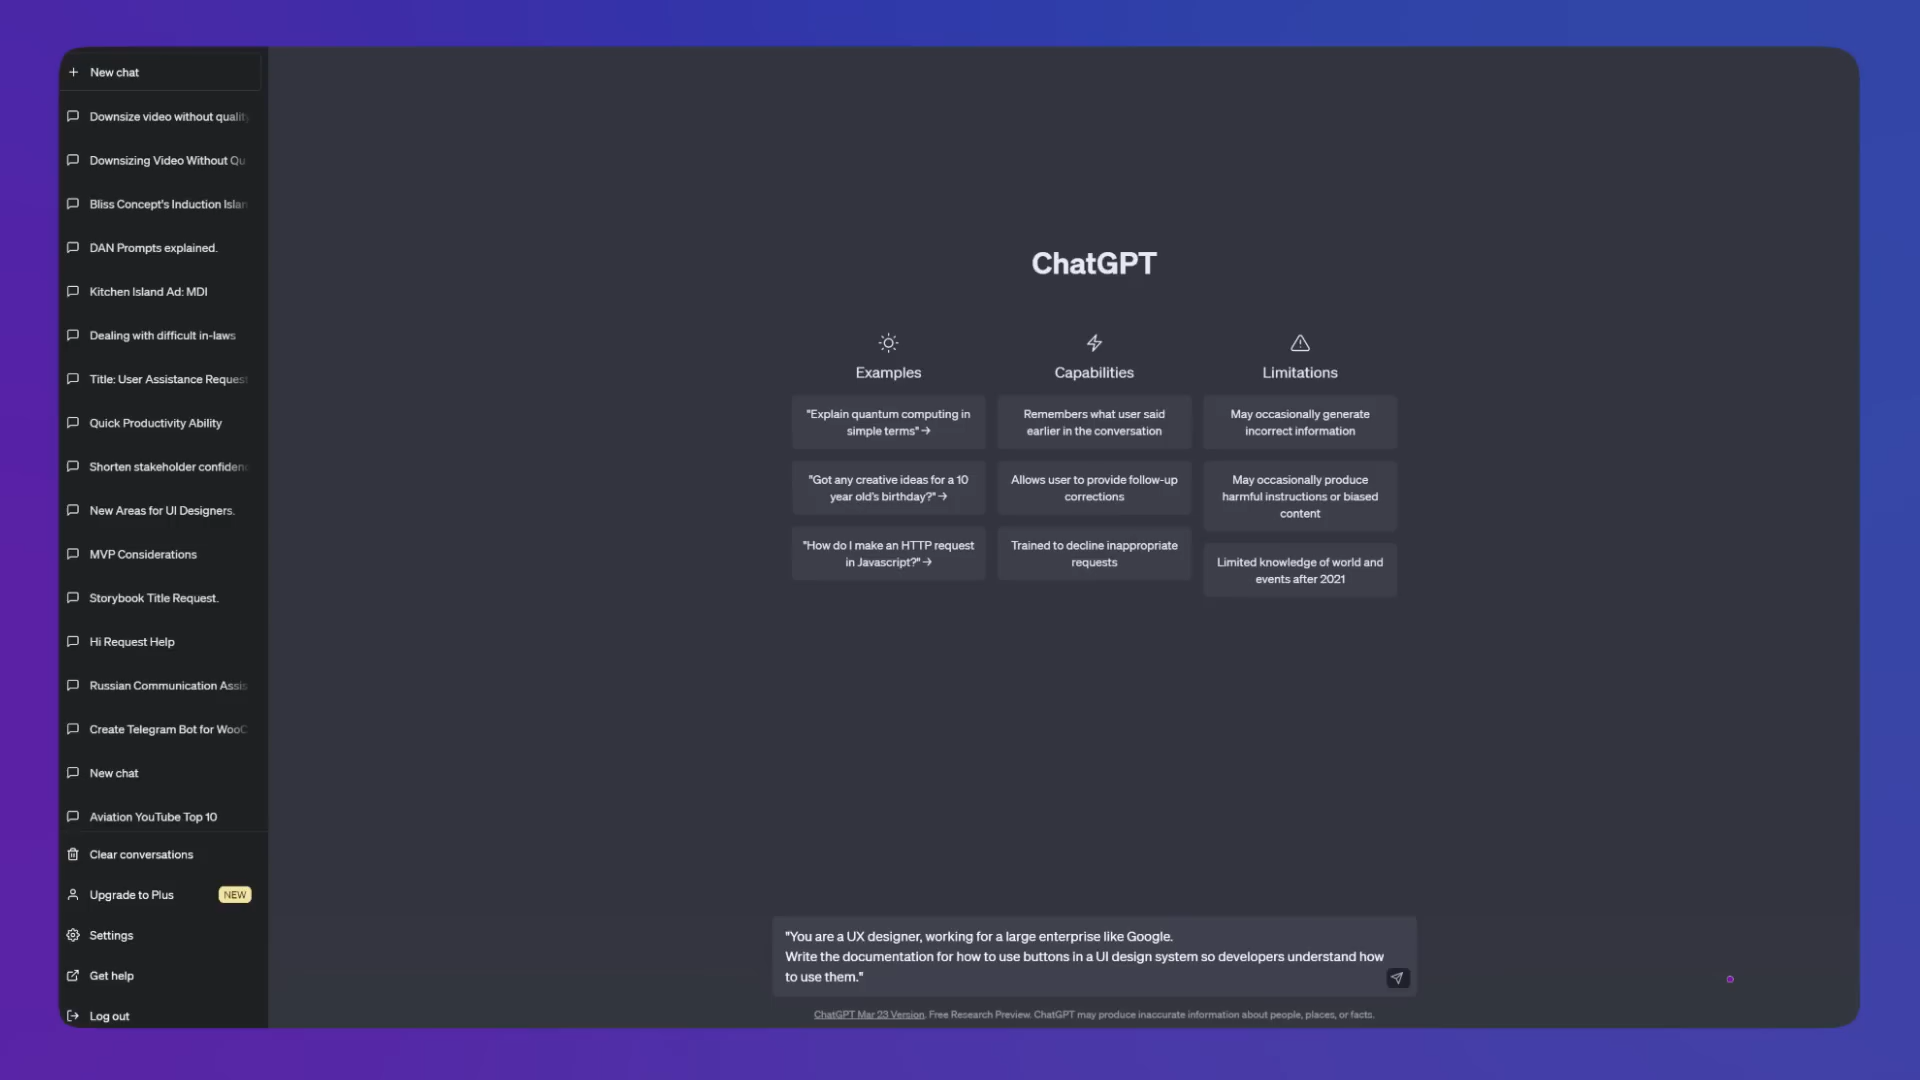 New chat
Downsize video without quality
Downsizing Video Without Qu
Bliss Concept's Induction Islan
DAN Prompts explained.
Kitchen Island Ad: MDI
Dealing with difficult in-laws
Title: User Assistance Request
Quick Productivity Ability
Shorten stakeholder confiden
New Areas for UI Designers.
MVP Considerations
Storybook Title Request.
Hi Request Help
Russian Communication Assis
Create Telegram Bot for WooC
New chat
Aviation YouTube Top 10
Clear conversations
Upgrade to Plus
NEW
Settings
Get help
Log out
ChatGPT
Examples
"Explain quantum computing in
simple terms" →
"Got any creative ideas for a 10
year old's birthday?" →
"How do I make an HTTP request
in Javascript?" →
Capabilities
Remembers what user said
earlier in the conversation
Allows user to provide follow-up
corrections
Trained to decline inappropriate
requests
Limitations
May occasionally generate
incorrect information
May occasionally produce
harmful instructions or biased
content
Limited knowledge of world and
events after 2021
"You are a UX designer, working for a large enterprise like Google.
Write the documentation for how to use buttons in a UI design system so developers understand how
to use them."
ChatGPT Mar 23 Version. Free Research Preview. ChatGPT may produce inaccurate information about people, places, or facts.